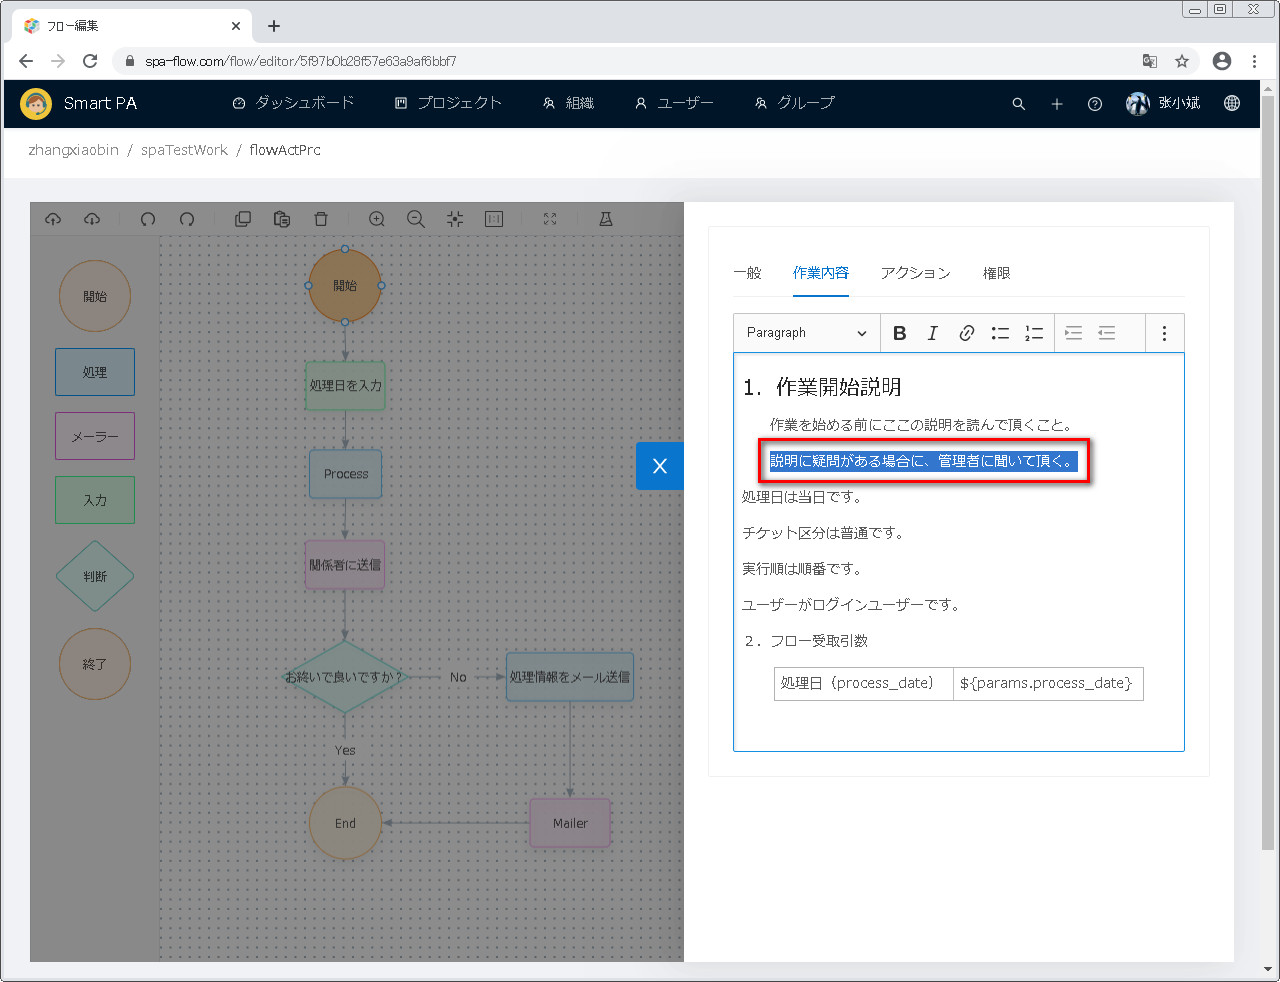 フロー編集
spa-flow.com/flow/editor/5f97b0b28f57e63a9af6bbf7
Smart PA
ダッシュボード
プロジェクト
組織
ユーザー
グループ
张小斌
zhangxiaobin / spaTestWork / flowActPrc
1:1
開始
処理
メーラー
入力
判断
終了
開始
処理日を入力
Process
関係者に送信
お終いで良いですか?
No
処理情報をメール送信
Yes
End
Mailer
X
一般
作業内容
アクション
権限
Paragraph
B I
1. 作業開始説明
作業を始める前にここの説明を読んで頂くこと。
説明に疑問がある場合に、管理者に聞いて頂く。
処理日は当日です。
チケット区分は普通です。
実行順は順番です。
ユーザーがログインユーザーです。
2. フロー受取引数
処理日（process_date） ${params.process_date}